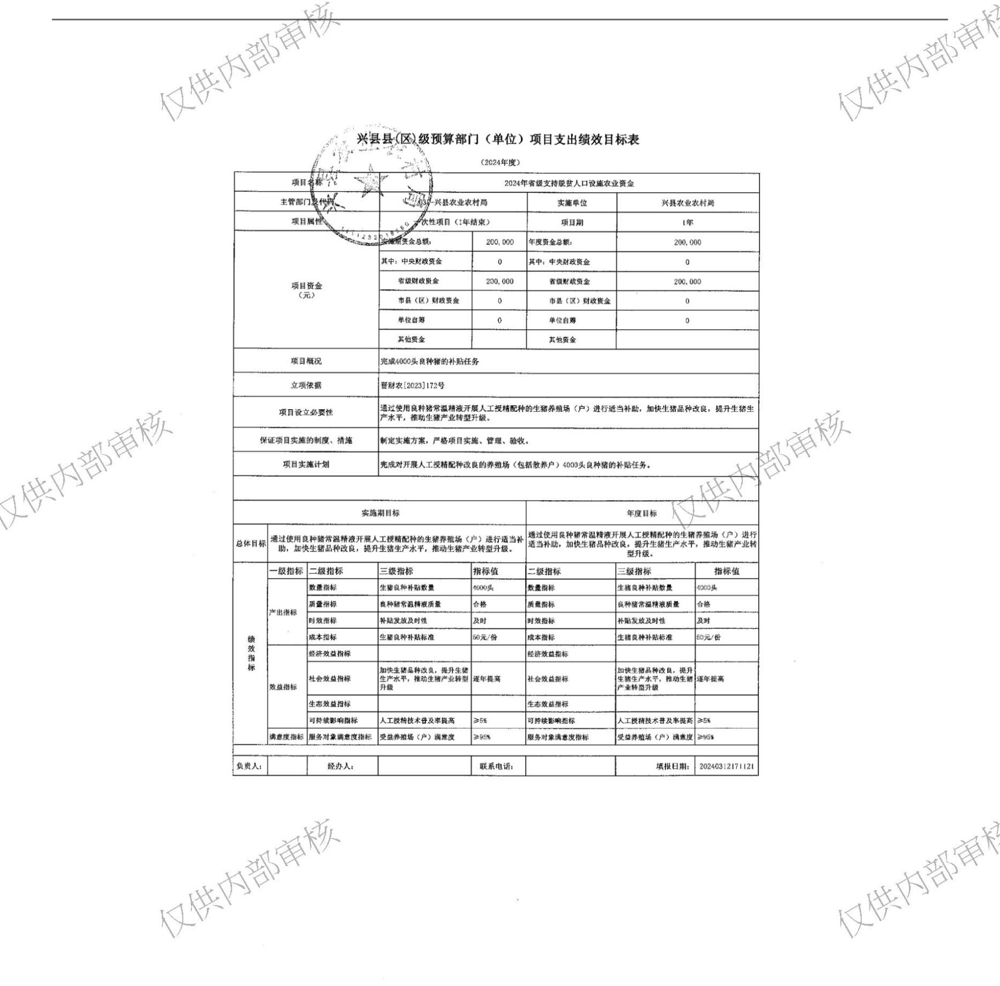 仅供内部审核
仅供内部审核
兴县县(区)级预算部门（单位）项目支出绩效目标表
（2024年度）
项目名称 2024年省级支持脱贫人口设施农业资金
主管部门及代码 -兴县农业农村局 实施单位 兴县农业农村局
项目属性 次性项目（1年结束） 项目期 1年
项目资金（元）
实施期资金总额: 200,000 年度资金总额: 200,000
其中: 中央财政资金 0 其中: 中央财政资金 0
省级财政资金 200,000 省级财政资金 200,000
市县（区）财政资金 0 市县（区）财政资金 0
单位自筹 0 单位自筹 0
其他资金 其他资金
项目概况 完成4000头良种猪的补贴任务
立项依据 晋财农[2023]172号
项目设立必要性 通过使用良种猪常温精液开展人工授精配种的生猪养殖场（户）进行适当补助，加快生猪品种改良，提升生猪生
产水平，推动生猪产业转型升级。
保证项目实施的制度、措施 制定实施方案，严格项目实施、管理、验收。
项目实施计划 完成对开展人工授精配种改良的养殖场（包括散养户）4000头良种猪的补贴任务。
仅供内部审核
仅供内部审核
实施期目标 年度目标
总体目标
通过使用良种猪常温精液开展人工授精配种的生猪养殖场（户）进行适当补
助，加快生猪品种改良，提升生猪生产水平，推动生猪产业转型升级。
通过使用良种猪常温精液开展人工授精配种的生猪养殖场（户）进行
适当补助，加快生猪品种改良，提升生猪生产水平，推动生猪产业转
型升级。
绩效指标
一级指标 二级指标 三级指标 指标值 二级指标 三级指标 指标值
产出指标
数量指标 生猪良种补贴数量 4000头 数量指标 生猪良种补贴数量 4000头
质量指标 良种猪常温精液质量 合格 质量指标 良种猪常温精液质量 合格
时效指标 补贴发放及时性 及时 时效指标 补贴发放及时性 及时
成本指标 生猪良种补贴标准 50元/份 成本指标 生猪良种补贴标准 50元/份
效益指标
经济效益指标 经济效益指标
社会效益指标 加快生猪品种改良，提升生猪
生产水平，推动生猪产业转型
升级 逐年提高
社会效益指标 加快生猪品种改良，提升
生猪生产水平，推动生猪
产业转型升级 逐年提高
生态效益指标 生态效益指标
可持续影响指标 人工授精技术普及率提高 ≥5% 可持续影响指标 人工授精技术普及率提高 ≥5%
满意度指标 服务对象满意度指标 受益养殖场（户）满意度 ≥95% 服务对象满意度指标 受益养殖场（户）满意度 ≥95%
负责人: 经办人: 联系电话: 填报日期: 20240312171121
仅供内部审核
仅供内部审核